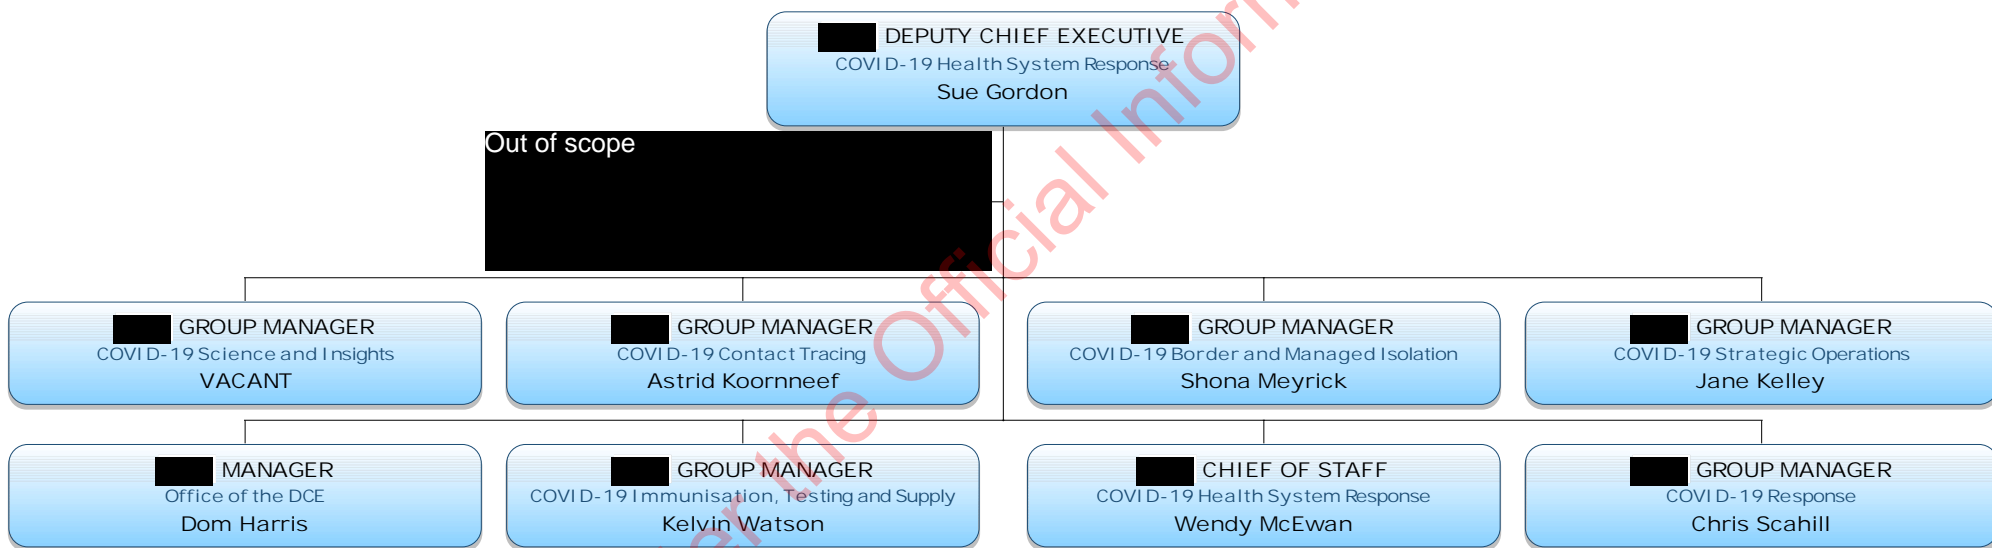 DEPUTY CHIEF EXECUTIVE
COVID-19 Health System Response
Sue Gordon
Out of scope
GROUP MANAGER
COVID-19 Science and Insights
VACANT
GROUP MANAGER
COVID-19 Contact Tracing
Astrid Koornneef
GROUP MANAGER
COVID-19 Border and Managed Isolation
Shona Meyrick
GROUP MANAGER
COVID-19 Strategic Operations
Jane Kelley
MANAGER
Office of the DCE
Dom Harris
GROUP MANAGER
COVID-19 Immunisation, Testing and Supply
Kelvin Watson
CHIEF OF STAFF
COVID-19 Health System Response
Wendy McEwan
GROUP MANAGER
COVID-19 Response
Chris Scahill
the Official